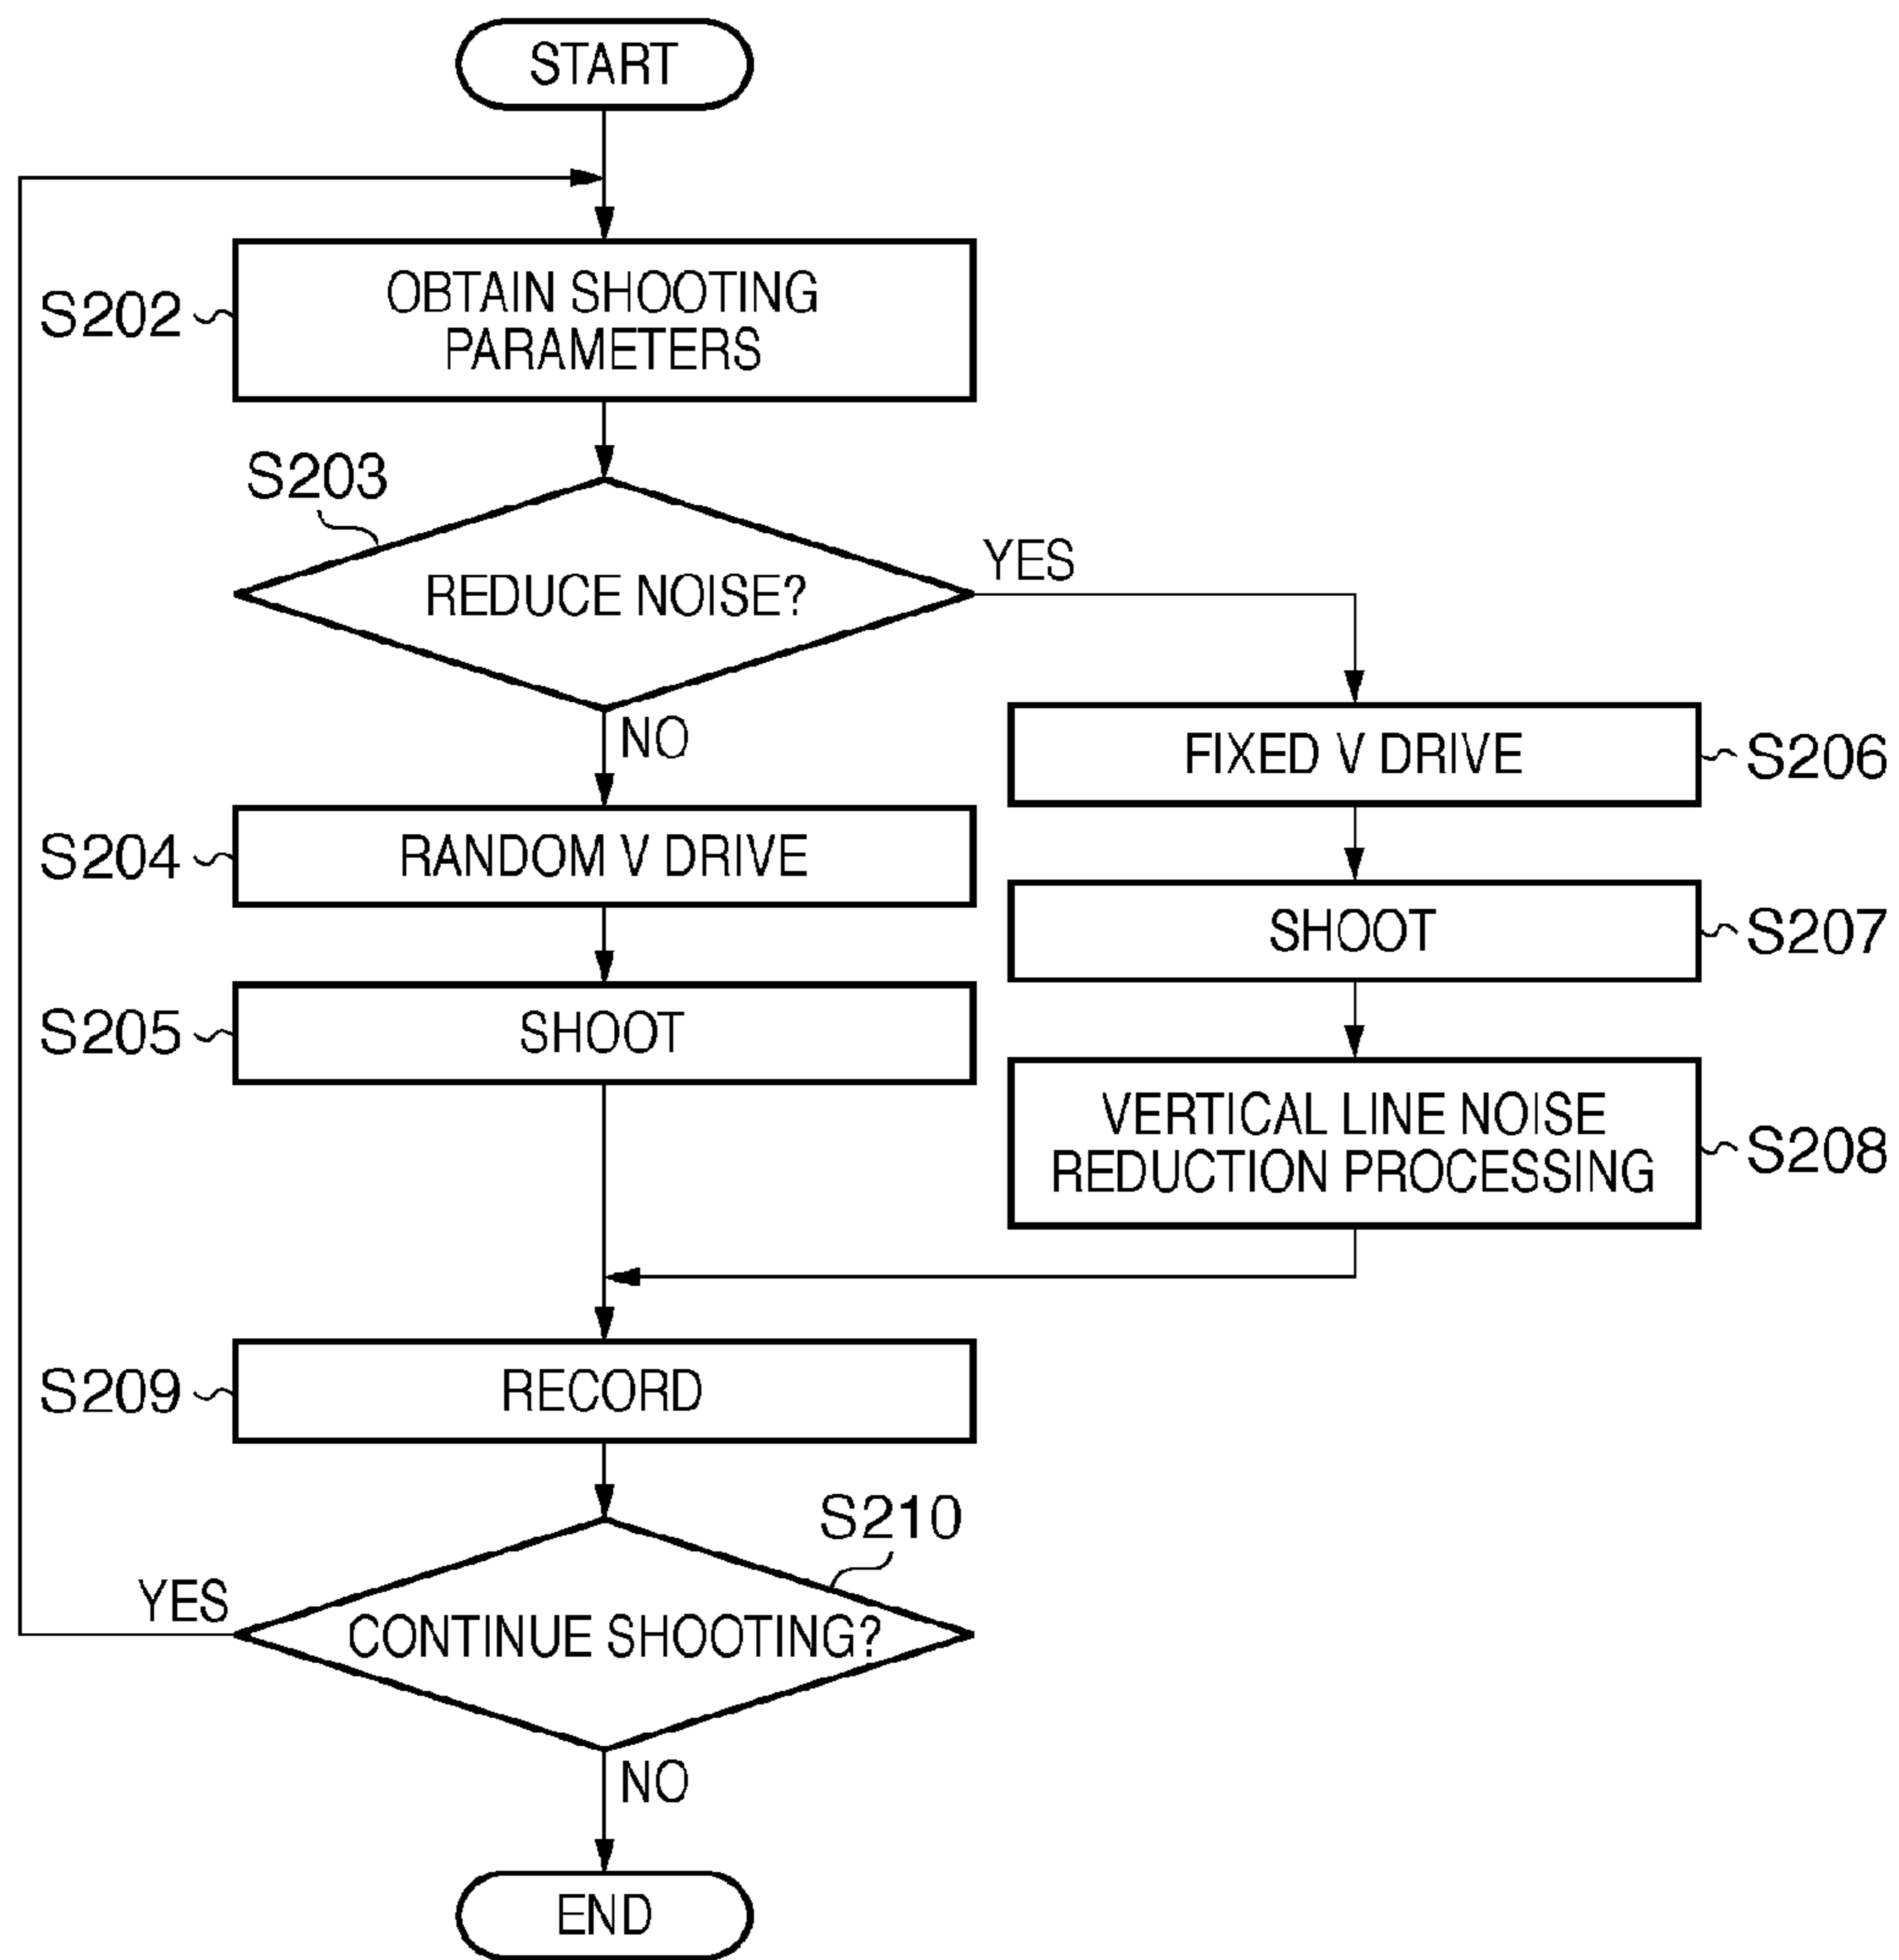 START
S202
OBTAIN SHOOTING
PARAMETERS
S203
REDUCE NOISE?
YES
NO
FIXED V DRIVE
S206
S204
RANDOM V DRIVE
SHOOT
S207
S205
SHOOT
VERTICAL LINE NOISE
REDUCTION PROCESSING
S208
S209
RECORD
S210
YES
CONTINUE SHOOTING?
NO
END